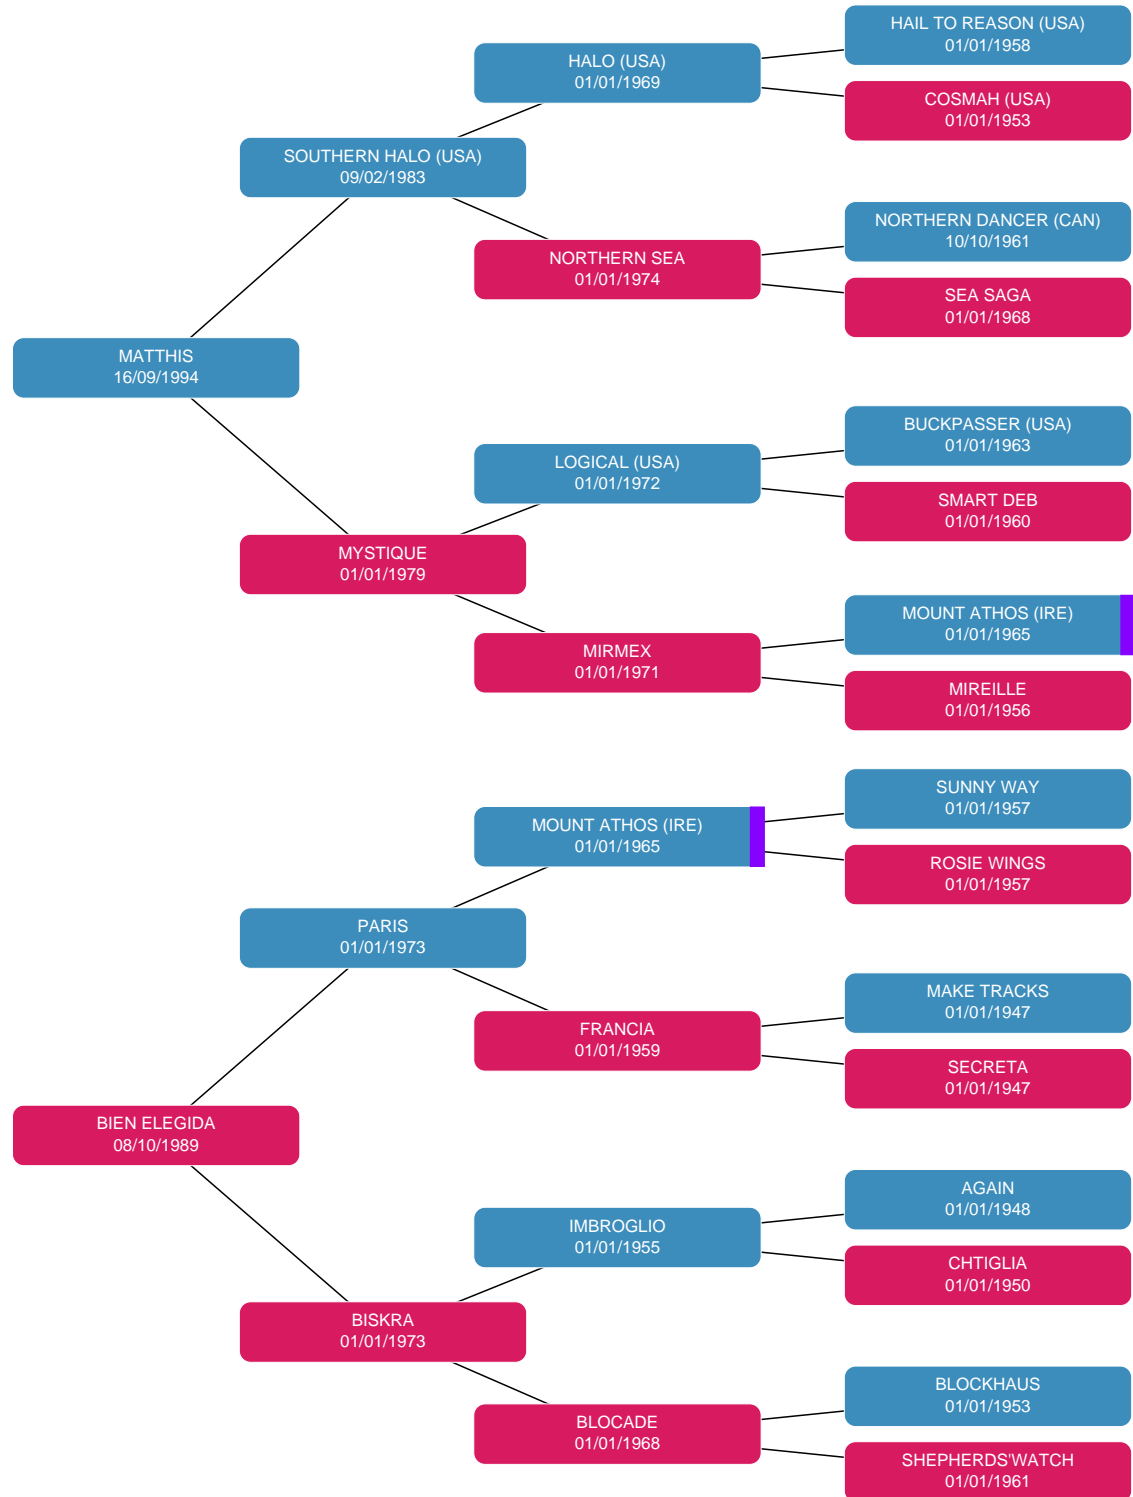 HAIL TO REASON (USA)
01/01/1958
HALO (USA)
01/01/1969
COSMAH (USA)
01/01/1953
SOUTHERN HALO (USA)
09/02/1983
NORTHERN DANCER (CAN)
10/10/1961
NORTHERN SEA
01/01/1974
SEA SAGA
01/01/1968
MATTHIS
16/09/1994
BUCKPASSER (USA)
01/01/1963
LOGICAL (USA)
01/01/1972
SMART DEB
01/01/1960
MYSTIQUE
01/01/1979
MOUNT ATHOS (IRE)
01/01/1965
MIRMEX
01/01/1971
MIREILLE
01/01/1956
SUNNY WAY
01/01/1957
MOUNT ATHOS (IRE)
01/01/1965
ROSIE WINGS
01/01/1957
PARIS
01/01/1973
MAKE TRACKS
01/01/1947
FRANCIA
01/01/1959
SECRETA
01/01/1947
BIEN ELEGIDA
08/10/1989
AGAIN
01/01/1948
IMBROGLIO
01/01/1955
CHTIGLIA
01/01/1950
BISKRA
01/01/1973
BLOCKHAUS
01/01/1953
BLOCADE
01/01/1968
SHEPHERDS'WATCH
01/01/1961